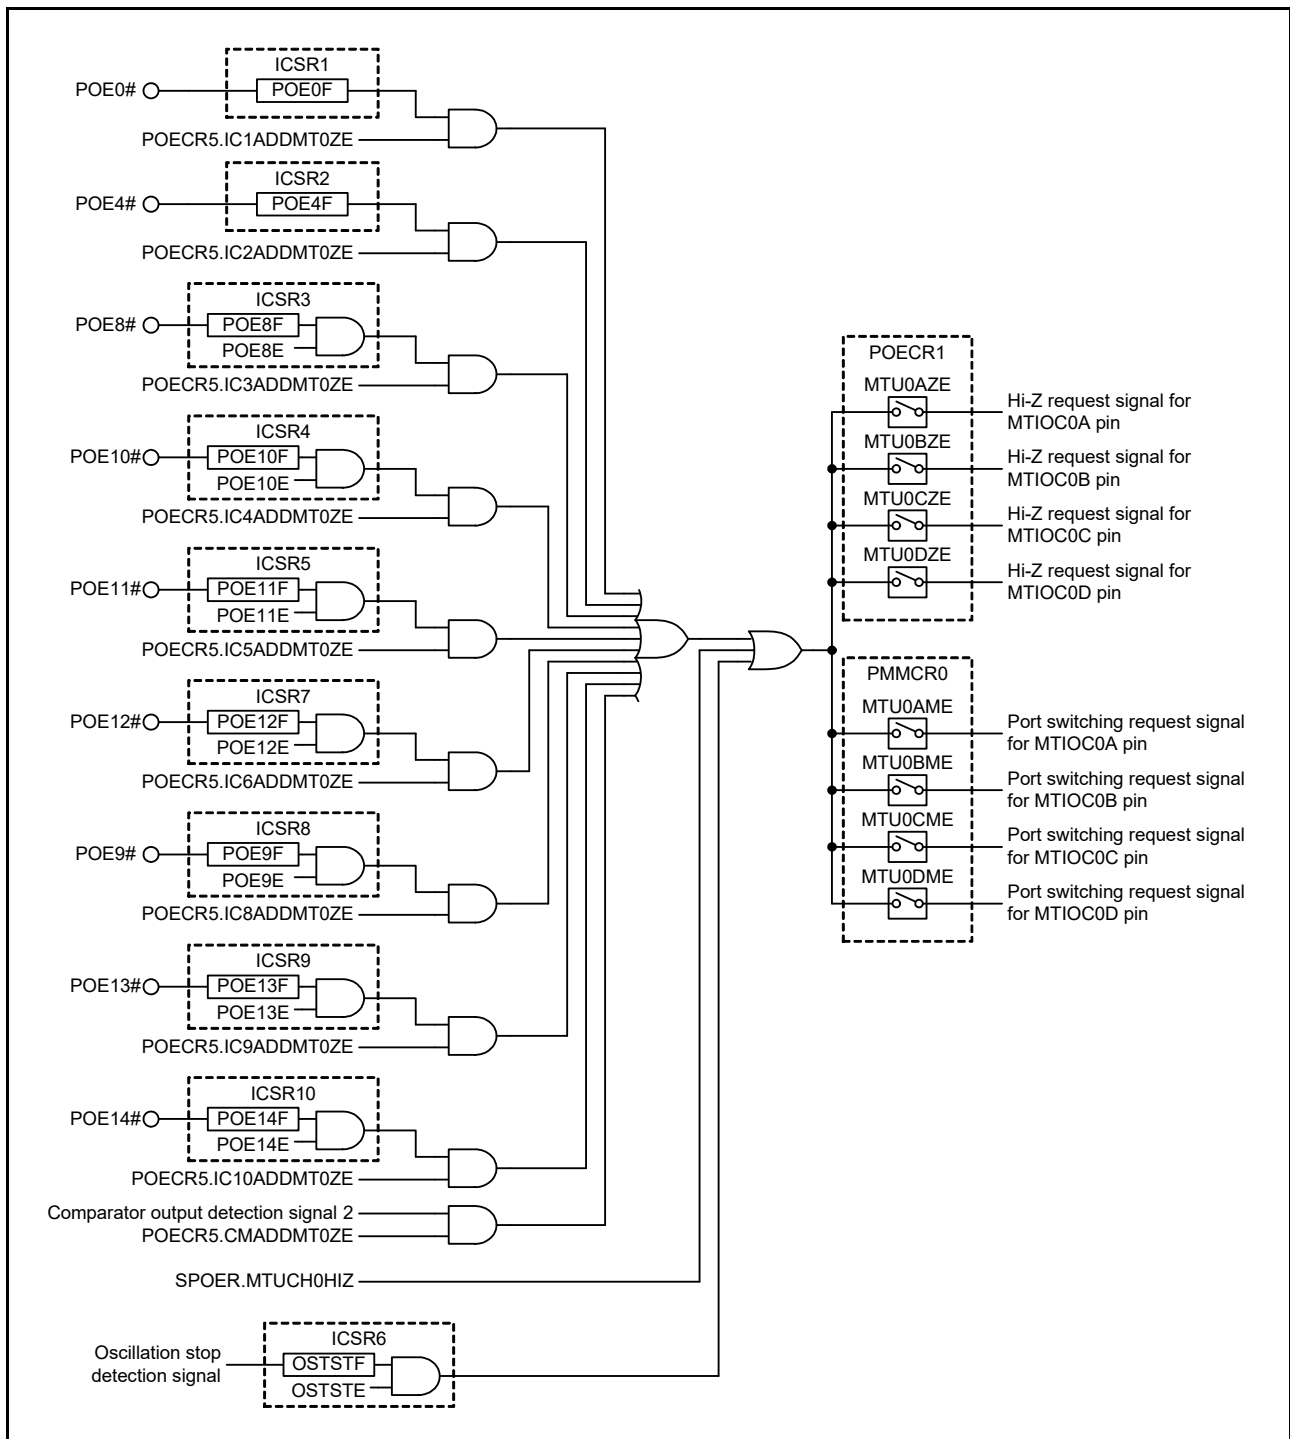 ICSR1
POE0#
POE0F
POECR5.IC1ADDMT0ZE
ICSR2
POE4#
POE4F
POECR5.IC2ADDMT0ZE
ICSR3
POE8#
POE8F
POE8E
POECR5.IC3ADDMT0ZE
ICSR4
POE10#
POE10F
POE10E
POECR5.IC4ADDMT0ZE
ICSR5
POE11#
POE11F
POE11E
POECR5.IC5ADDMT0ZE
ICSR7
POE12#
POE12F
POE12E
POECR5.IC6ADDMT0ZE
ICSR8
POE9#
POE9F
POE9E
POECR5.IC8ADDMT0ZE
ICSR9
POE13#
POE13F
POE13E
POECR5.IC9ADDMT0ZE
ICSR10
POE14#
POE14F
POE14E
POECR5.IC10ADDMT0ZE
Comparator output detection signal 2
POECR5.CMADDMT0ZE
SPOER.MTUCH0HIZ
ICSR6
Oscillation stop
detection signal
OSTSTF
OSTSTE
POECR1
MTU0AZE
Hi-Z request signal for
MTIOC0A pin
MTU0BZE
Hi-Z request signal for
MTIOC0B pin
MTU0CZE
Hi-Z request signal for
MTIOC0C pin
MTU0DZE
Hi-Z request signal for
MTIOC0D pin
PMMCR0
MTU0AME
Port switching request signal
for MTIOC0A pin
MTU0BME
Port switching request signal
for MTIOC0B pin
MTU0CME
Port switching request signal
for MTIOC0C pin
MTU0DME
Port switching request signal
for MTIOC0D pin